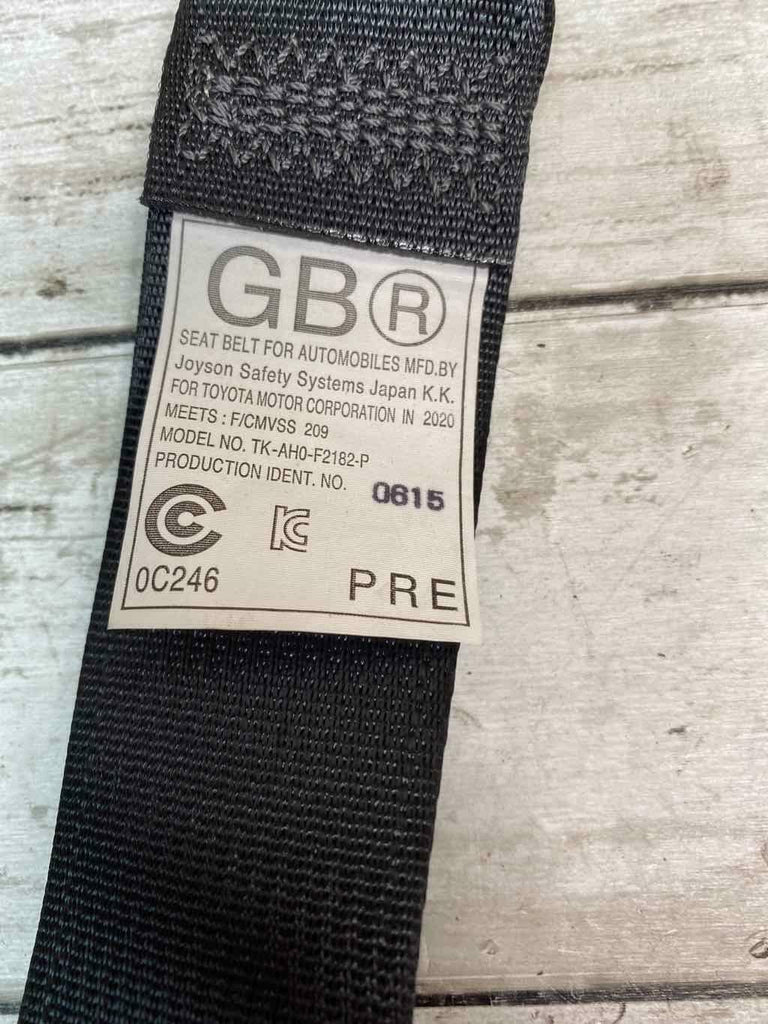 GB®
SEAT BELT FOR AUTOMOBILES MFD.BY
Joyson Safety Systems Japan K.K.
FOR TOYOTA MOTOR CORPORATION IN 2020
MEETS : F/CMVSS 209
MODEL NO. TK-AH0-F2182-P
PRODUCTION IDENT. NO. 0615
0C246 PRE